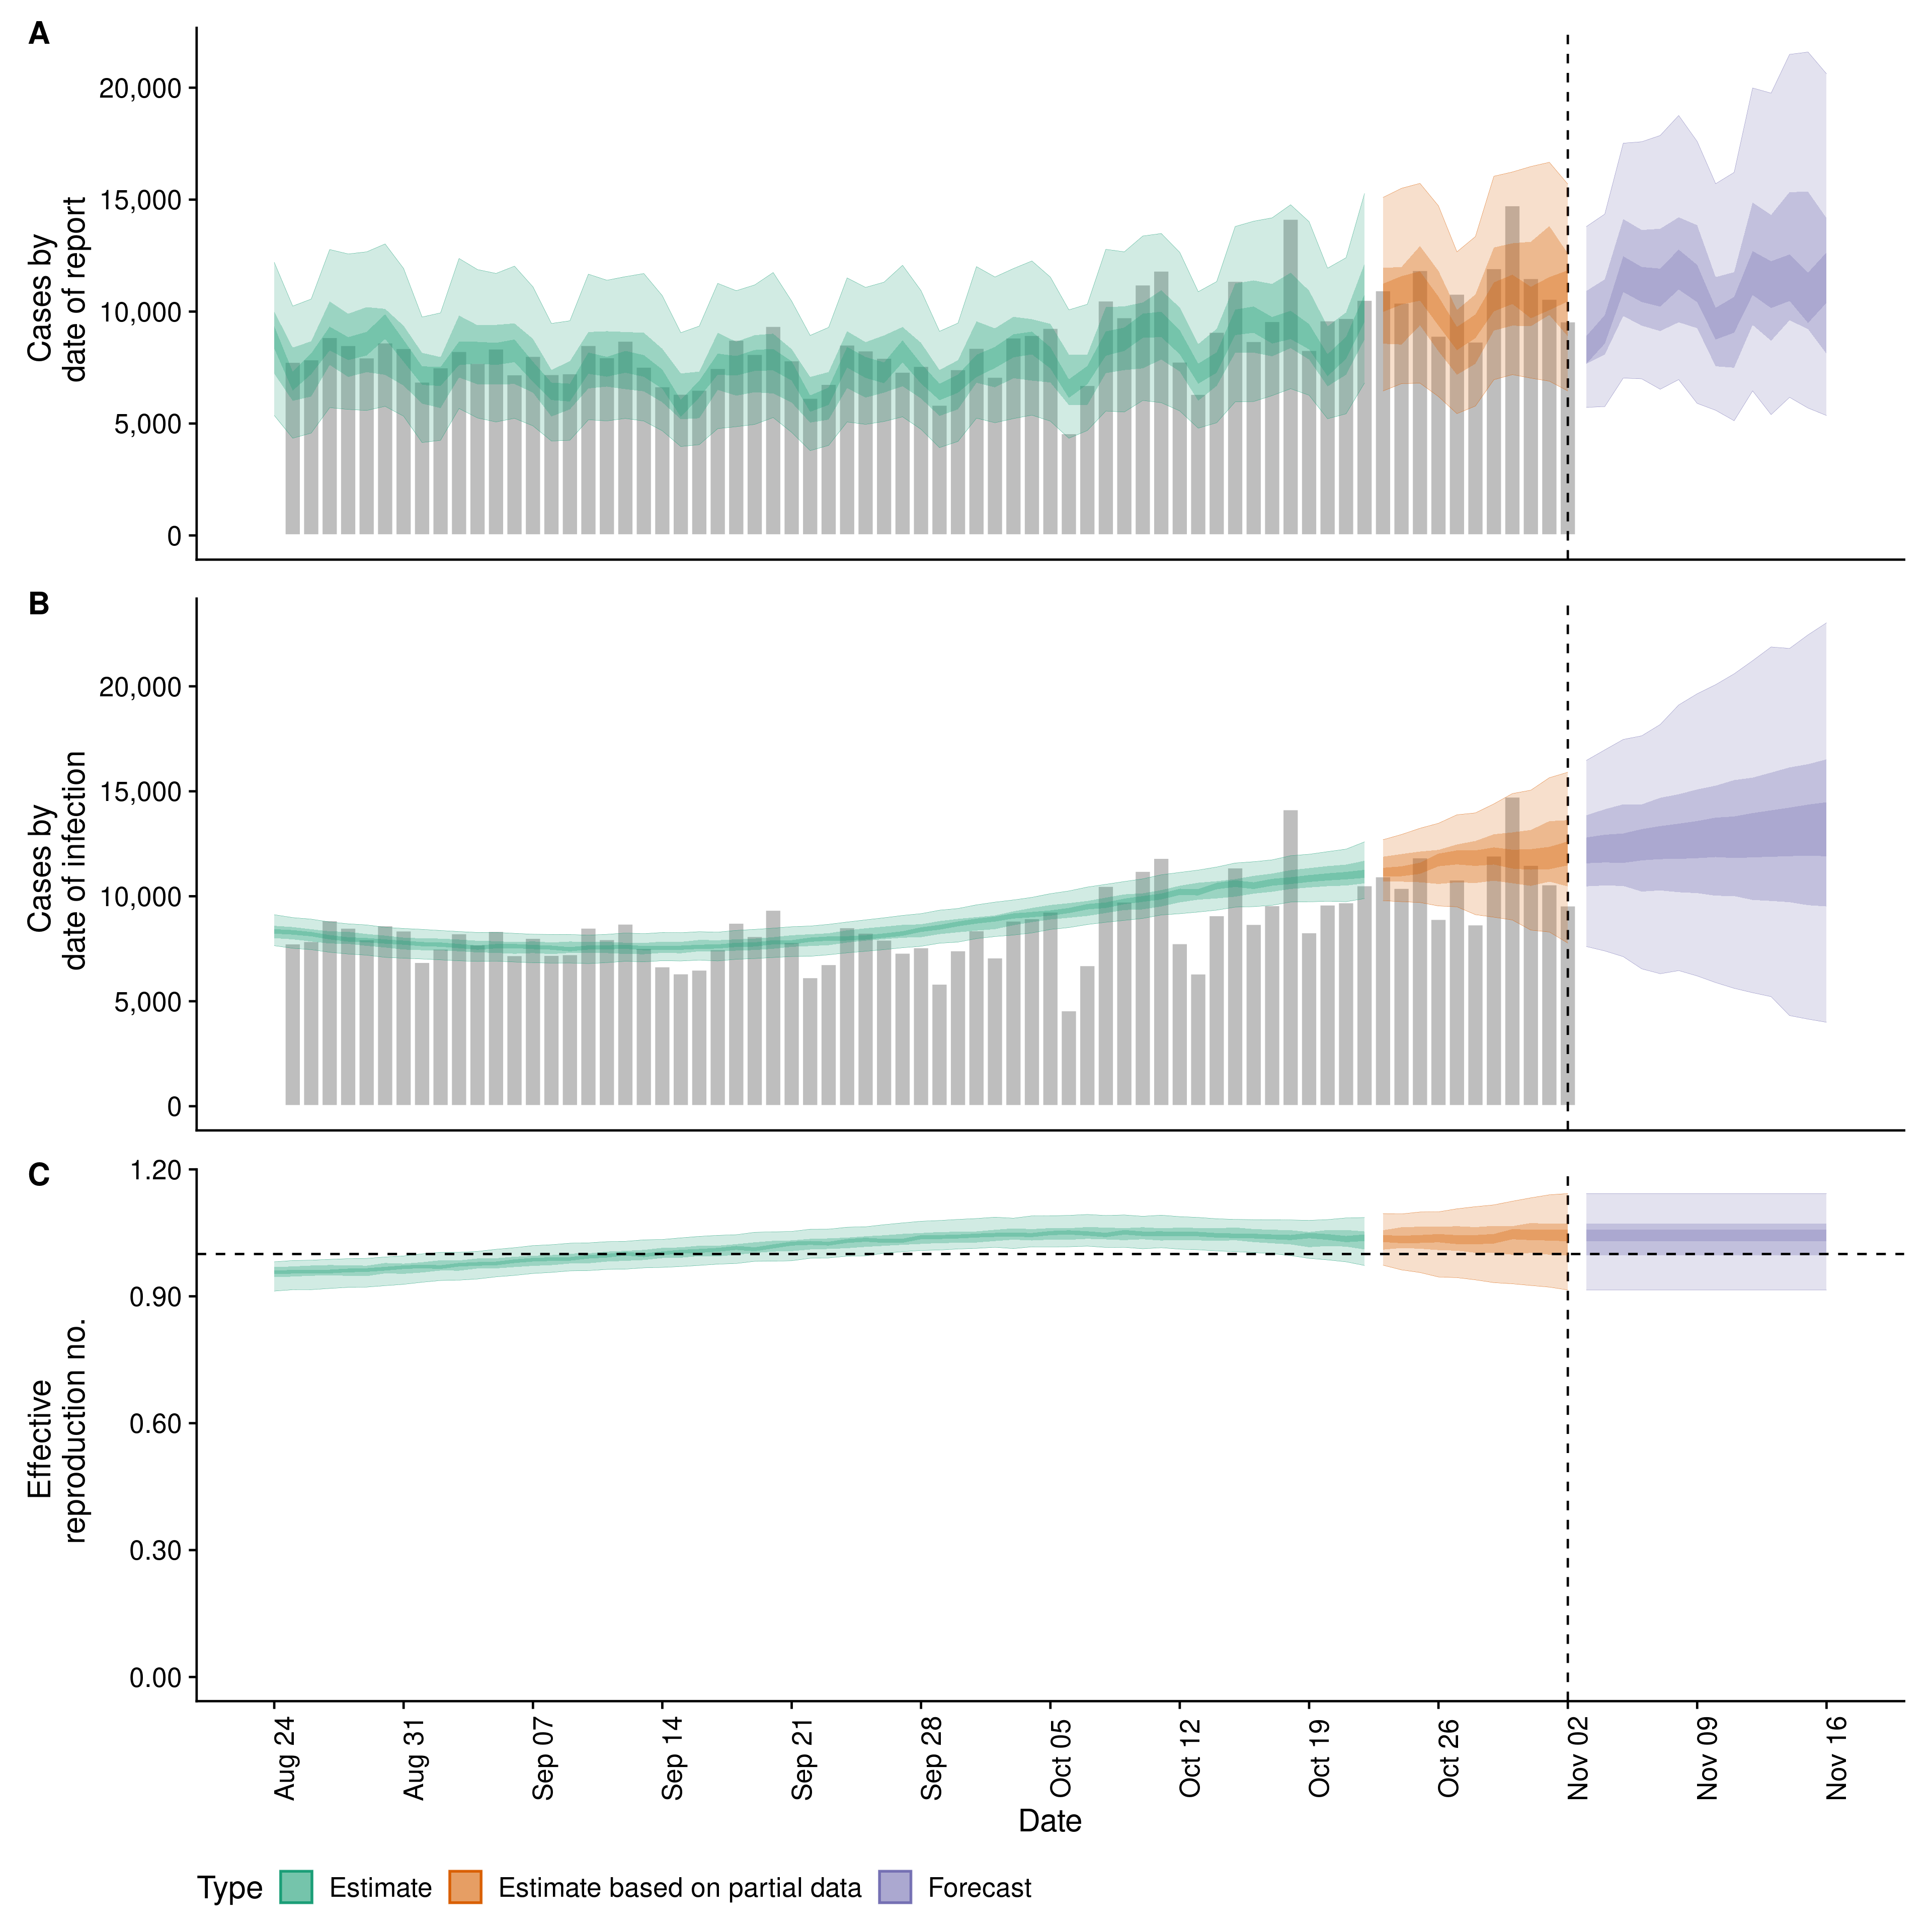 A
20,000
15,000
10,000
5,000
0
Cases by
date of report
B
20,000
15,000
10,000
5,000
0
Cases by
date of infection
C
1.20
0.90
0.60
0.30
0.00
Effective
reproduction no.
Aug 24
Aug 31
Sep 07
Sep 14
Sep 21
Sep 28
Oct 05
Oct 12
Oct 19
Oct 26
Nov 02
Nov 09
Nov 16
Date
Type Estimate Estimate based on partial data Forecast